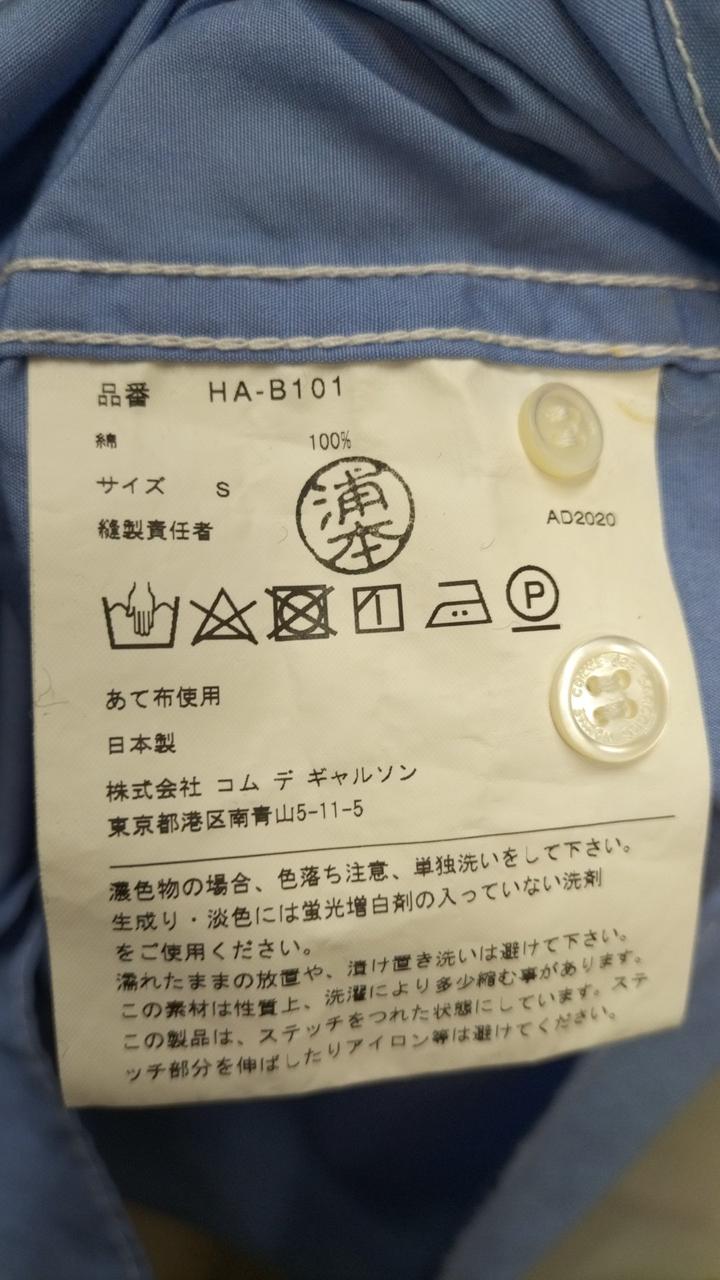 品番 HA-B101
綿 100%
サイズ S
縫製責任者 浦本
AD2020
P
あて布使用
日本製
株式会社 コム デ ギャルソン
東京都港区南青山5-11-5
濃色物の場合、色落ち注意、単独洗いをして下さい。
生成り・淡色には蛍光増白剤の入っていない洗剤
をご使用ください。
濡れたままの放置や、漬け置き洗いは避けて下さい。
この素材は性質上、洗濯により多少縮む事があります。
この製品は、ステッチをつれた状態にしています。ステ
ッチ部分を伸ばしたりアイロン等は避けてください。
COMME des GARÇONS HOMME